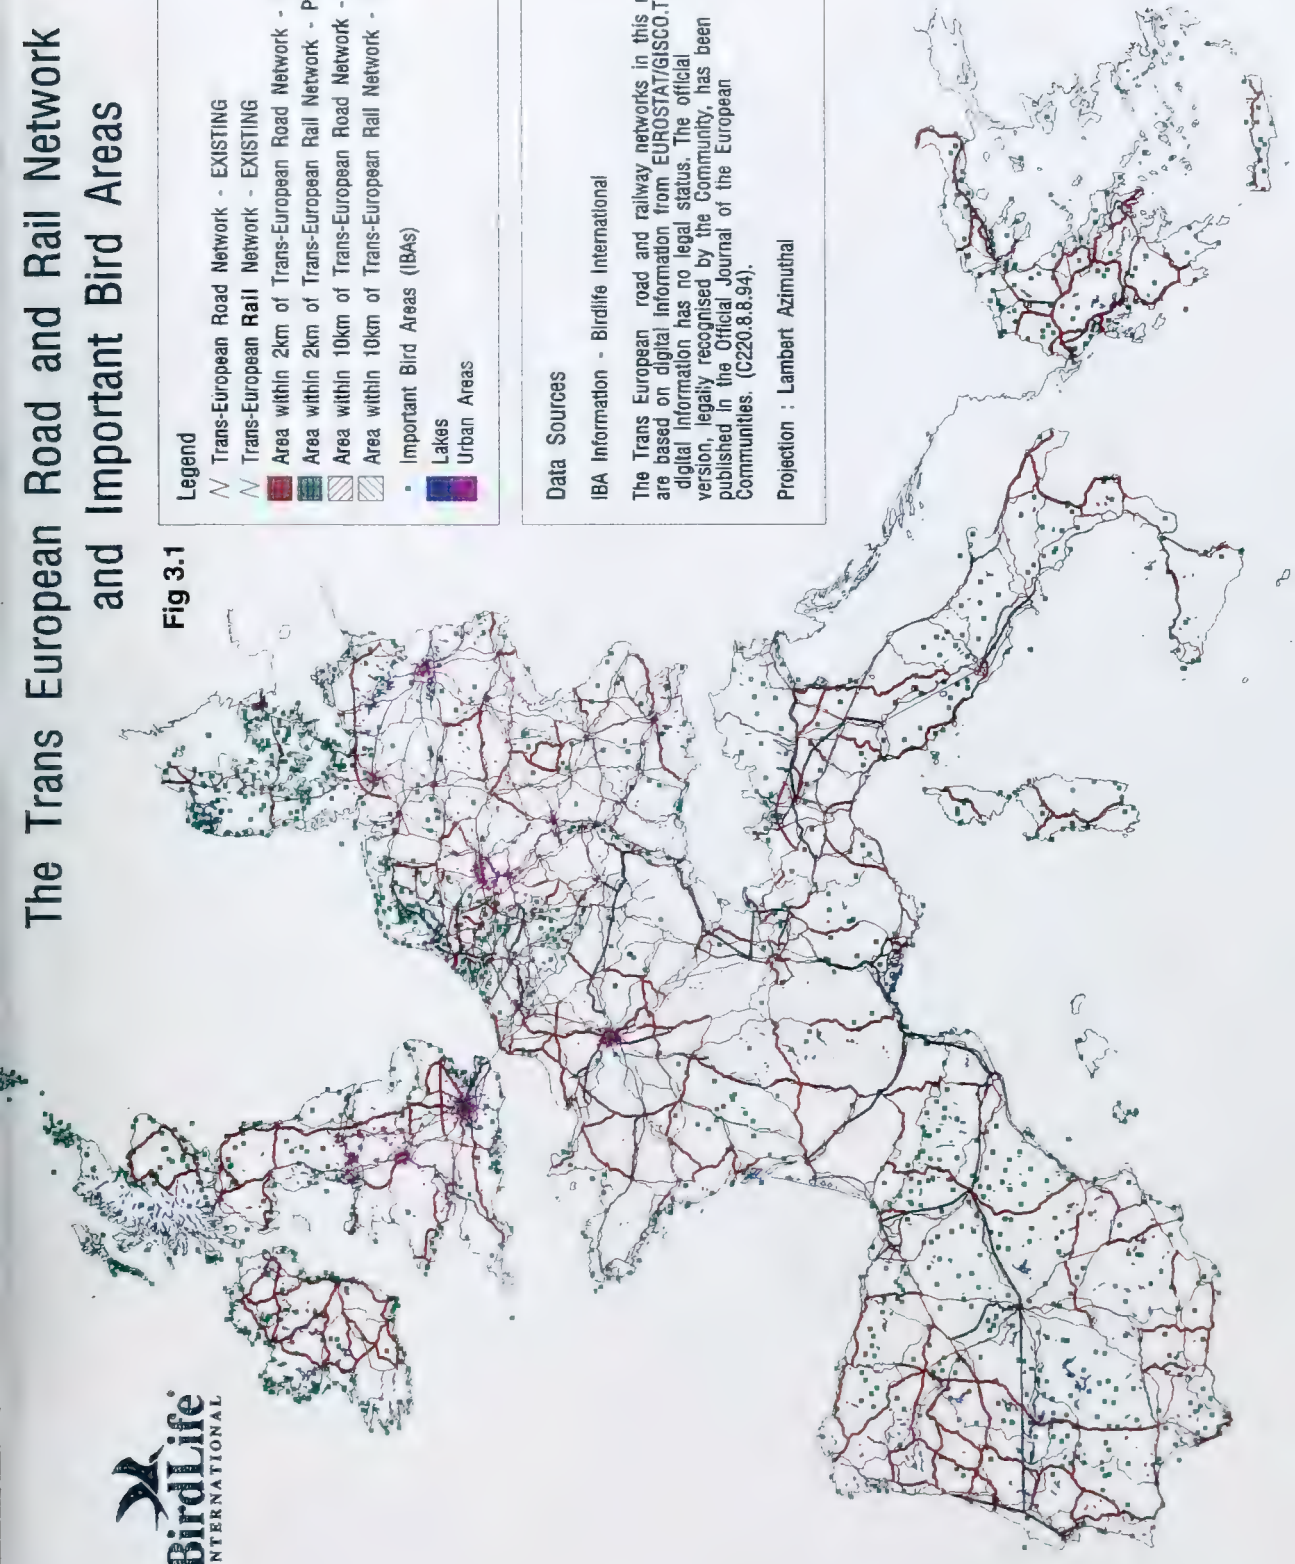 The Trans European Road and Rail Network
and Important Bird Areas
Fig 3.1
Legend
Trans-European Road Network - EXISTING
Trans-European Rail Network - EXISTING
Area within 2km of Trans-European Road Network -
Area within 2km of Trans-European Rail Network - P
Area within 10km of Trans-European Road Network -
Area within 10km of Trans-European Rail Network -
Important Bird Areas (IBAs)
Lakes
Urban Areas
Data Sources
IBA Information - Birdlife International
The Trans European road and railway networks in this
are based on digital information from EUROSTAT/GISCO.T
digital information has no legal status. The official
version, legally recognised by the Community, has been
published in the Official Journal of the European
Communities. (C220.8.8.94).
Projection : Lambert Azimuthal
BirdLife
INTERNATIONAL